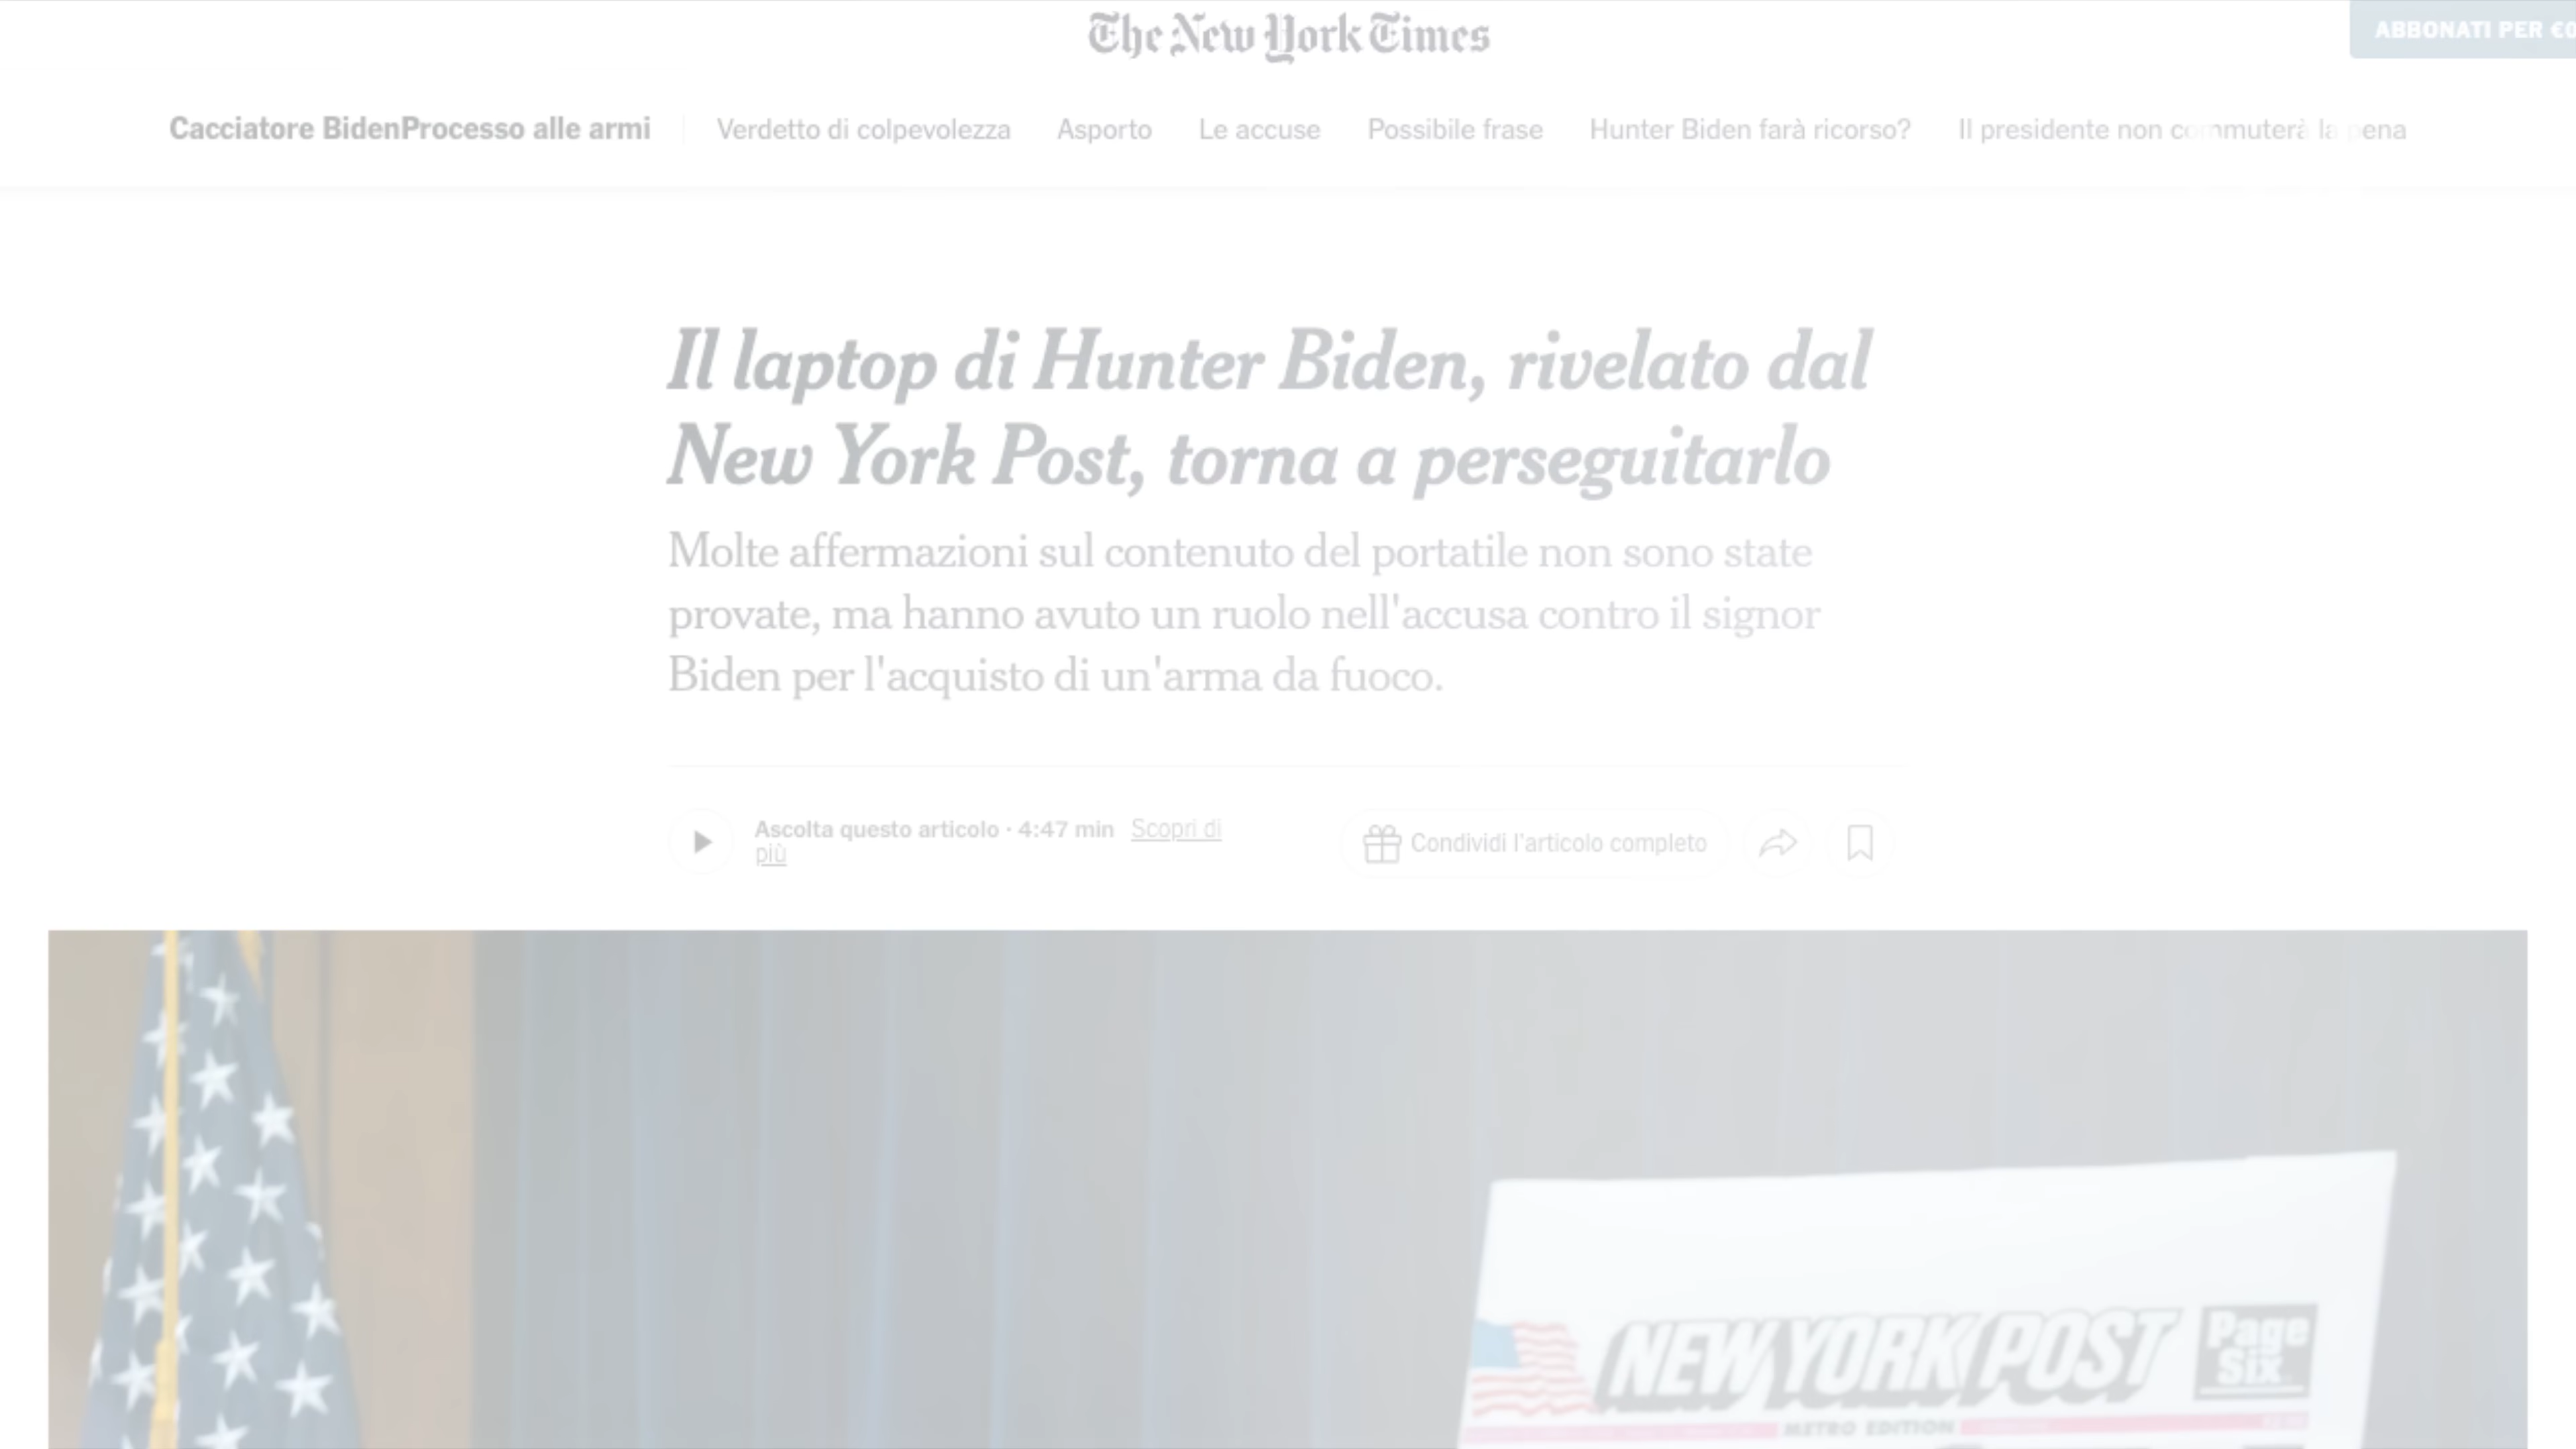 The New York Times
ABBONATI PER €0
Cacciatore BidenProcesso alle armi
Verdetto di colpevolezza
Asporto
Le accuse
Possibile frase
Hunter Biden farà ricorso?
Il presidente non commuterà la pena
Il laptop di Hunter Biden, rivelato dal
New York Post, torna a perseguitarlo
Molte affermazioni sul contenuto del portatile non sono state
provate, ma hanno avuto un ruolo nell'accusa contro il signor
Biden per l'acquisto di un'arma da fuoco.
Ascolta questo articolo · 4:47 min Scopri di
più
Condividi l'articolo completo
NEW YORK POST
Page
Six
METRO EDITION